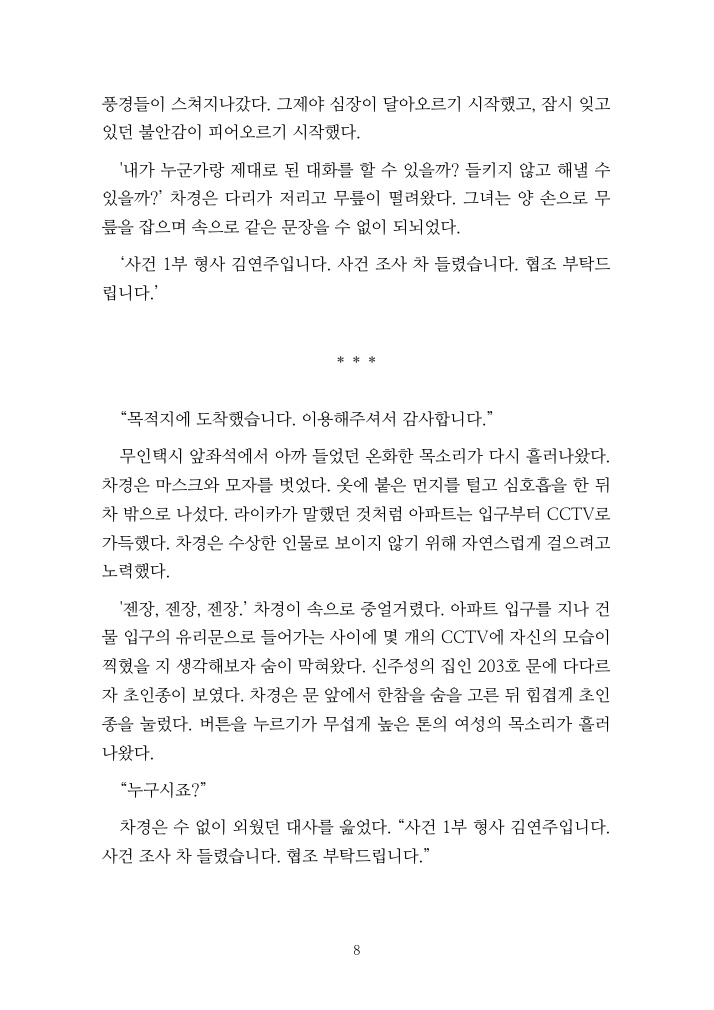 풍경들이 스쳐지나갔다. 그제야 심장이 달아오르기 시작했고, 잠시 잊고
있던 불안감이 피어오르기 시작했다.
'내가 누군가랑 제대로 된 대화를 할 수 있을까? 들키지 않고 해낼 수
있을까?’ 차경은 다리가 저리고 무릎이 떨려왔다. 그녀는 양 손으로 무
릎을 잡으며 속으로 같은 문장을 수 없이 되뇌었다.
‘사건 1부 형사 김연주입니다. 사건 조사 차 들렸습니다. 협조 부탁드
립니다.’
* * *
“목적지에 도착했습니다. 이용해주셔서 감사합니다.”
무인택시 앞좌석에서 아까 들었던 온화한 목소리가 다시 흘러나왔다.
차경은 마스크와 모자를 벗었다. 옷에 붙은 먼지를 털고 심호흡을 한 뒤
차 밖으로 나섰다. 라이카가 말했던 것처럼 아파트는 입구부터 CCTV로
가득했다. 차경은 수상한 인물로 보이지 않기 위해 자연스럽게 걸으려고
노력했다.
'젠장, 젠장, 젠장.’ 차경이 속으로 중얼거렸다. 아파트 입구를 지나 건
물 입구의 유리문으로 들어가는 사이에 몇 개의 CCTV에 자신의 모습이
찍혔을 지 생각해보자 숨이 막혀왔다. 신주성의 집인 203호 문에 다다르
자 초인종이 보였다. 차경은 문 앞에서 한참을 숨을 고른 뒤 힘겹게 초인
종을 눌렀다. 버튼을 누르기가 무섭게 높은 톤의 여성의 목소리가 흘러
나왔다.
“누구시죠?”
차경은 수 없이 외웠던 대사를 읊었다. “사건 1부 형사 김연주입니다.
사건 조사 차 들렸습니다. 협조 부탁드립니다.”
8